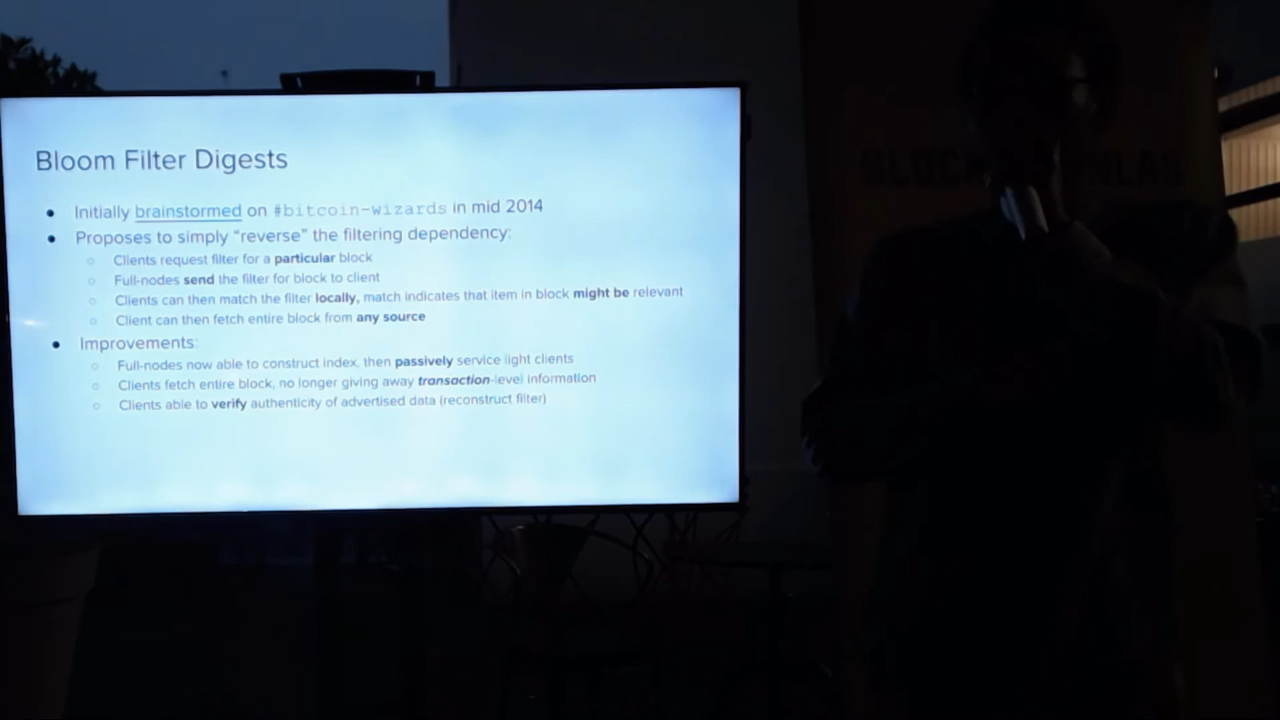 Bloom Filter Digests
● Initially brainstormed on #bitcoin-wizards in mid 2014
● Proposes to simply “reverse” the filtering dependency:
○ Clients request filter for a particular block
○ Full-nodes send the filter for block to client
○ Clients can then match the filter locally, match indicates that item in block might be relevant
○ Client can then fetch entire block from any source
● Improvements:
○ Full-nodes now able to construct index, then passively service light clients
○ Clients fetch entire block, no longer giving away transaction-level information
○ Clients able to verify authenticity of advertised data (reconstruct filter)